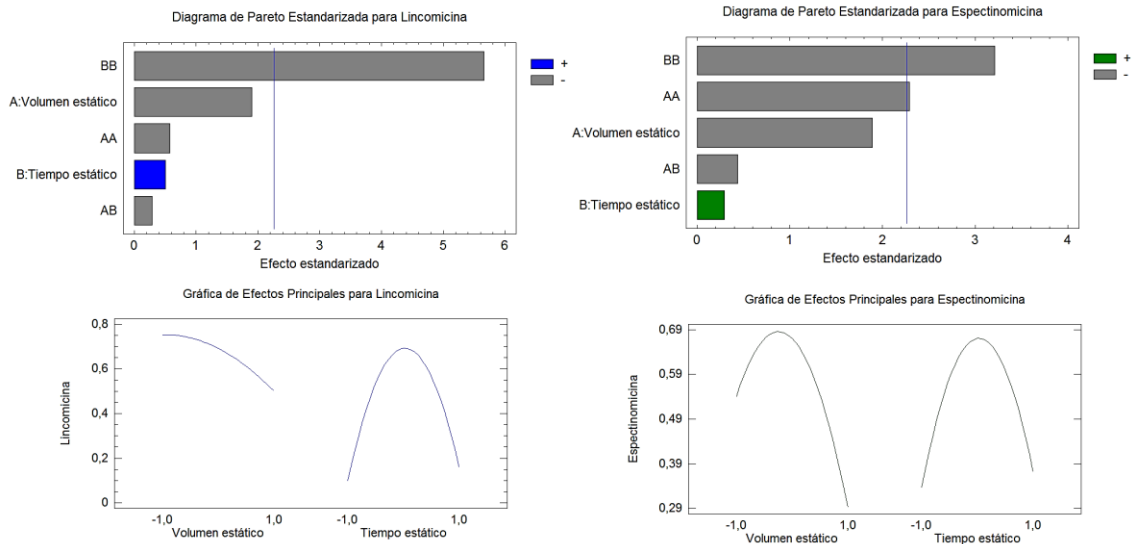 Diagrama de Pareto Estandarizada para Lincomicina
BB
A:Volumen estático
AA
B:Tiempo estático
AB
0 1 2 3 4 5 6
Efecto estandarizado
+
-
Diagrama de Pareto Estandarizada para Espectinomicina
BB
AA
A:Volumen estático
AB
B:Tiempo estático
0 1 2 3 4
Efecto estandarizado
+
-
Gráfica de Efectos Principales para Lincomicina
Lincomicina
0,8
0,6
0,4
0,2
0
-1,0 1,0 -1,0 1,0
Volumen estático Tiempo estático
Gráfica de Efectos Principales para Espectinomicina
Espectinomicina
0,69
0,59
0,49
0,39
0,29
-1,0 1,0 -1,0 1,0
Volumen estático Tiempo estático